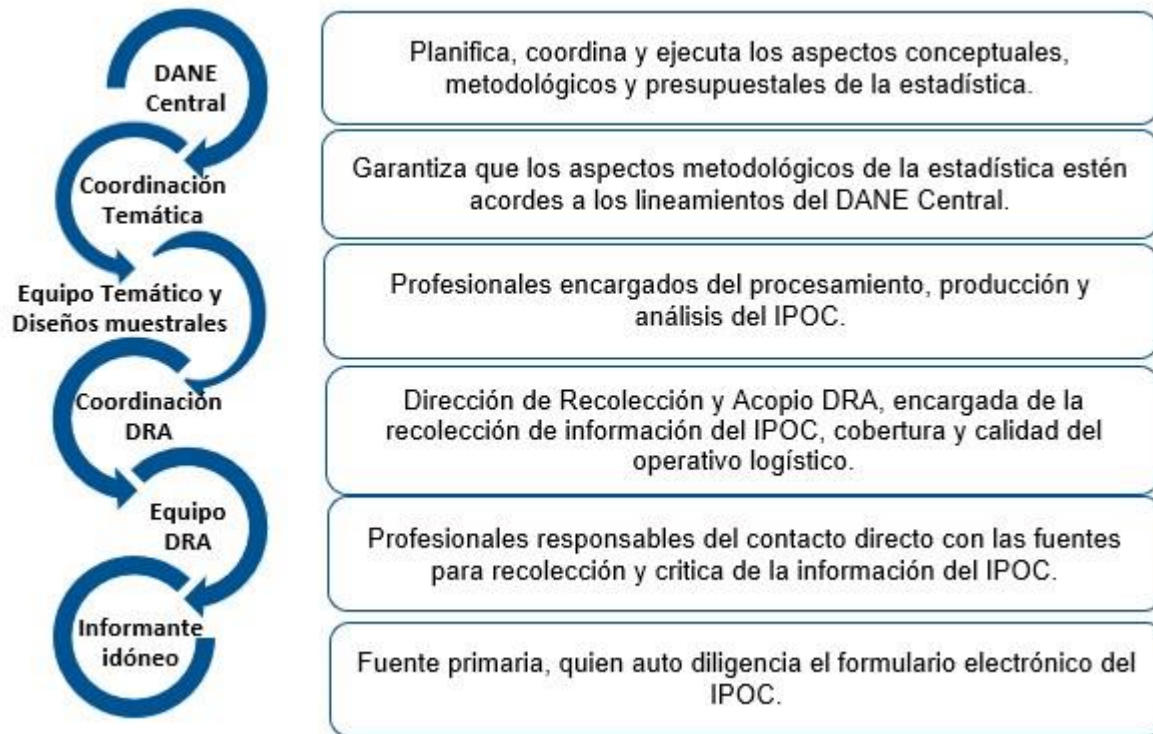 DANE
Central
Planifica, coordina y ejecuta los aspectos conceptuales,
metodológicos y presupuestales de la estadística.
Coordinación
Temática
Garantiza que los aspectos metodológicos de la estadística estén
acordes a los lineamientos del DANE Central.
Equipo Temático y
Diseños muestrales
Profesionales encargados del procesamiento, producción y
análisis del IPOC.
Coordinación
DRA
Dirección de Recolección y Acopio DRA, encargada de la
recolección de información del IPOC, cobertura y calidad del
operativo logístico.
Equipo
DRA
Profesionales responsables del contacto directo con las fuentes
para recolección y critica de la información del IPOC.
Informante
idóneo
Fuente primaria, quien auto diligencia el formulario electrónico del
IPOC.